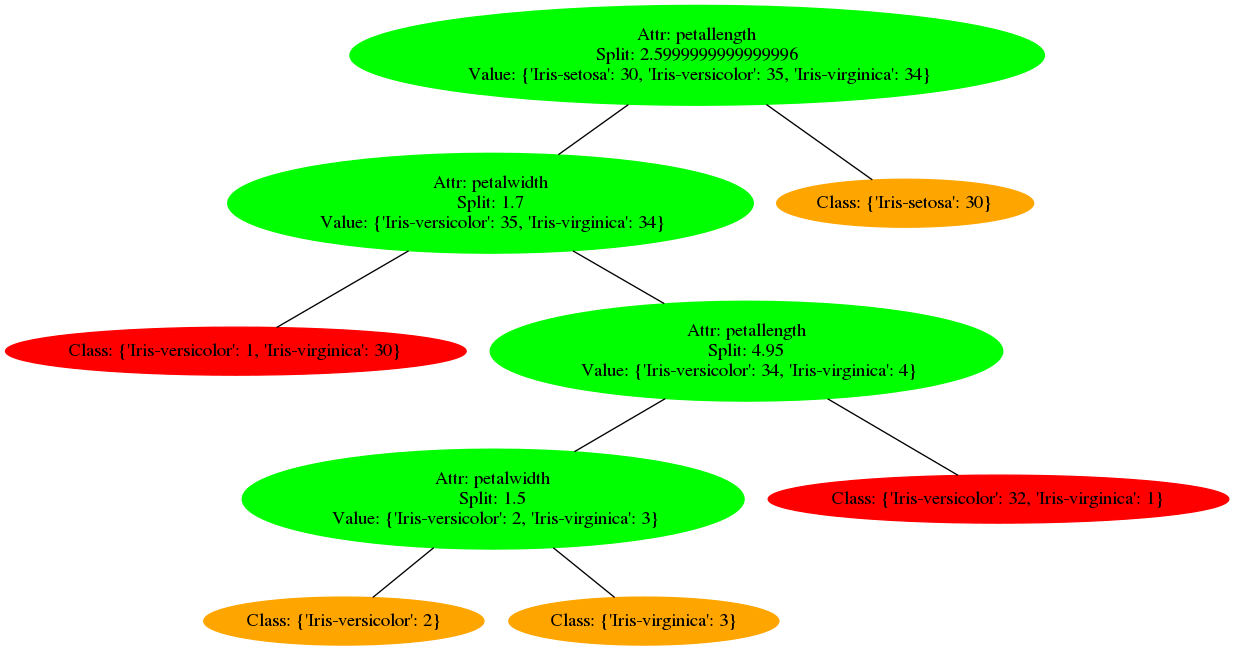 Attr: petallength
Split: 2.5999999999999996
Value: {'Iris-setosa': 30, 'Iris-versicolor': 35, 'Iris-virginica': 34}
Attr: petalwidth
Split: 1.7
Value: {'Iris-versicolor': 35, 'Iris-virginica': 34}
Class: {'Iris-setosa': 30}
Class: {'Iris-versicolor': 1, 'Iris-virginica': 30}
Attr: petallength
Split: 4.95
Value: {'Iris-versicolor': 34, 'Iris-virginica': 4}
Attr: petalwidth
Split: 1.5
Value: {'Iris-versicolor': 2, 'Iris-virginica': 3}
Class: {'Iris-versicolor': 32, 'Iris-virginica': 1}
Class: {'Iris-versicolor': 2}
Class: {'Iris-virginica': 3}